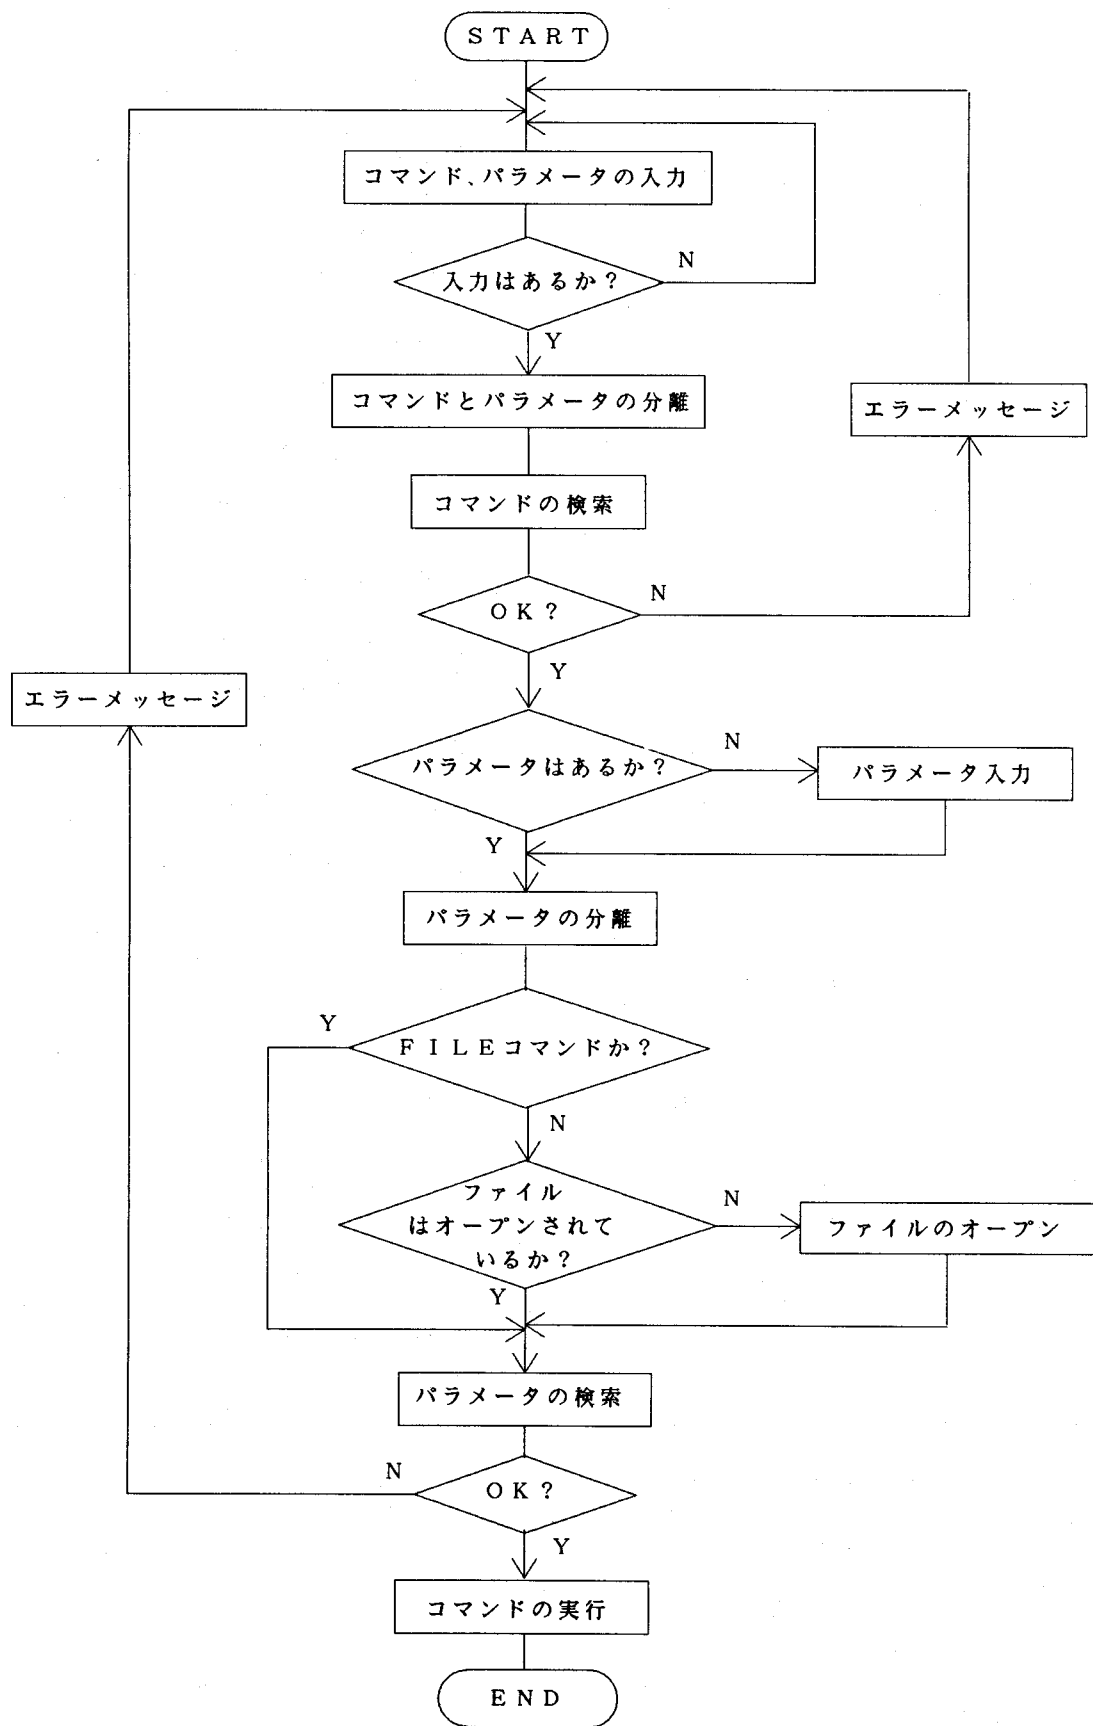 START
コマンド、パラメータの入力
入力はあるか?
N
Y
コマンドとパラメータの分離
エラーメッセージ
コマンドの検索
OK?
N
Y
エラーメッセージ
パラメータはあるか?
N
パラメータ入力
Y
パラメータの分離
Y
FILEコマンドか?
N
ファイル
はオープンされて
いるか?
N
ファイルのオープン
Y
パラメータの検索
N
OK?
Y
コマンドの実行
END